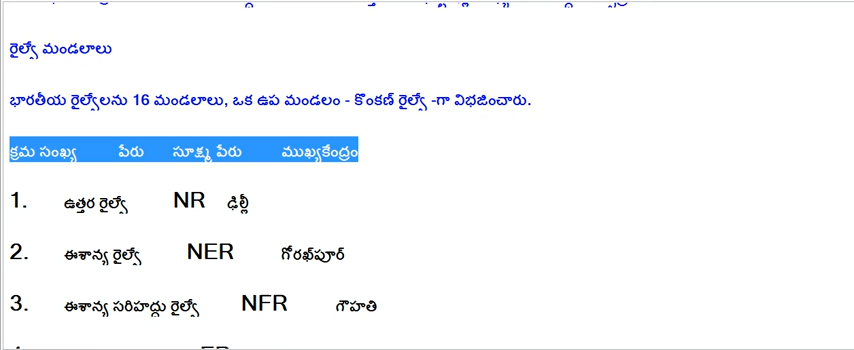 రైల్వే మండలాలు
భారతీయ రైల్వేలను 16 మండలాలు, ఒక ఉప మండలం - కొంకణ్ రైల్వే -గా విభజించారు.
క్రమ సంఖ్య పేరు సూక్ష్మ పేరు ముఖ్యకేంద్రం
1. ఉత్తర రైల్వే NR ఢిల్లీ
2. ఈశాన్య రైల్వే NER గోరఖ్‌పూర్
3. ఈశాన్య సరిహద్దు రైల్వే NFR గౌహతి